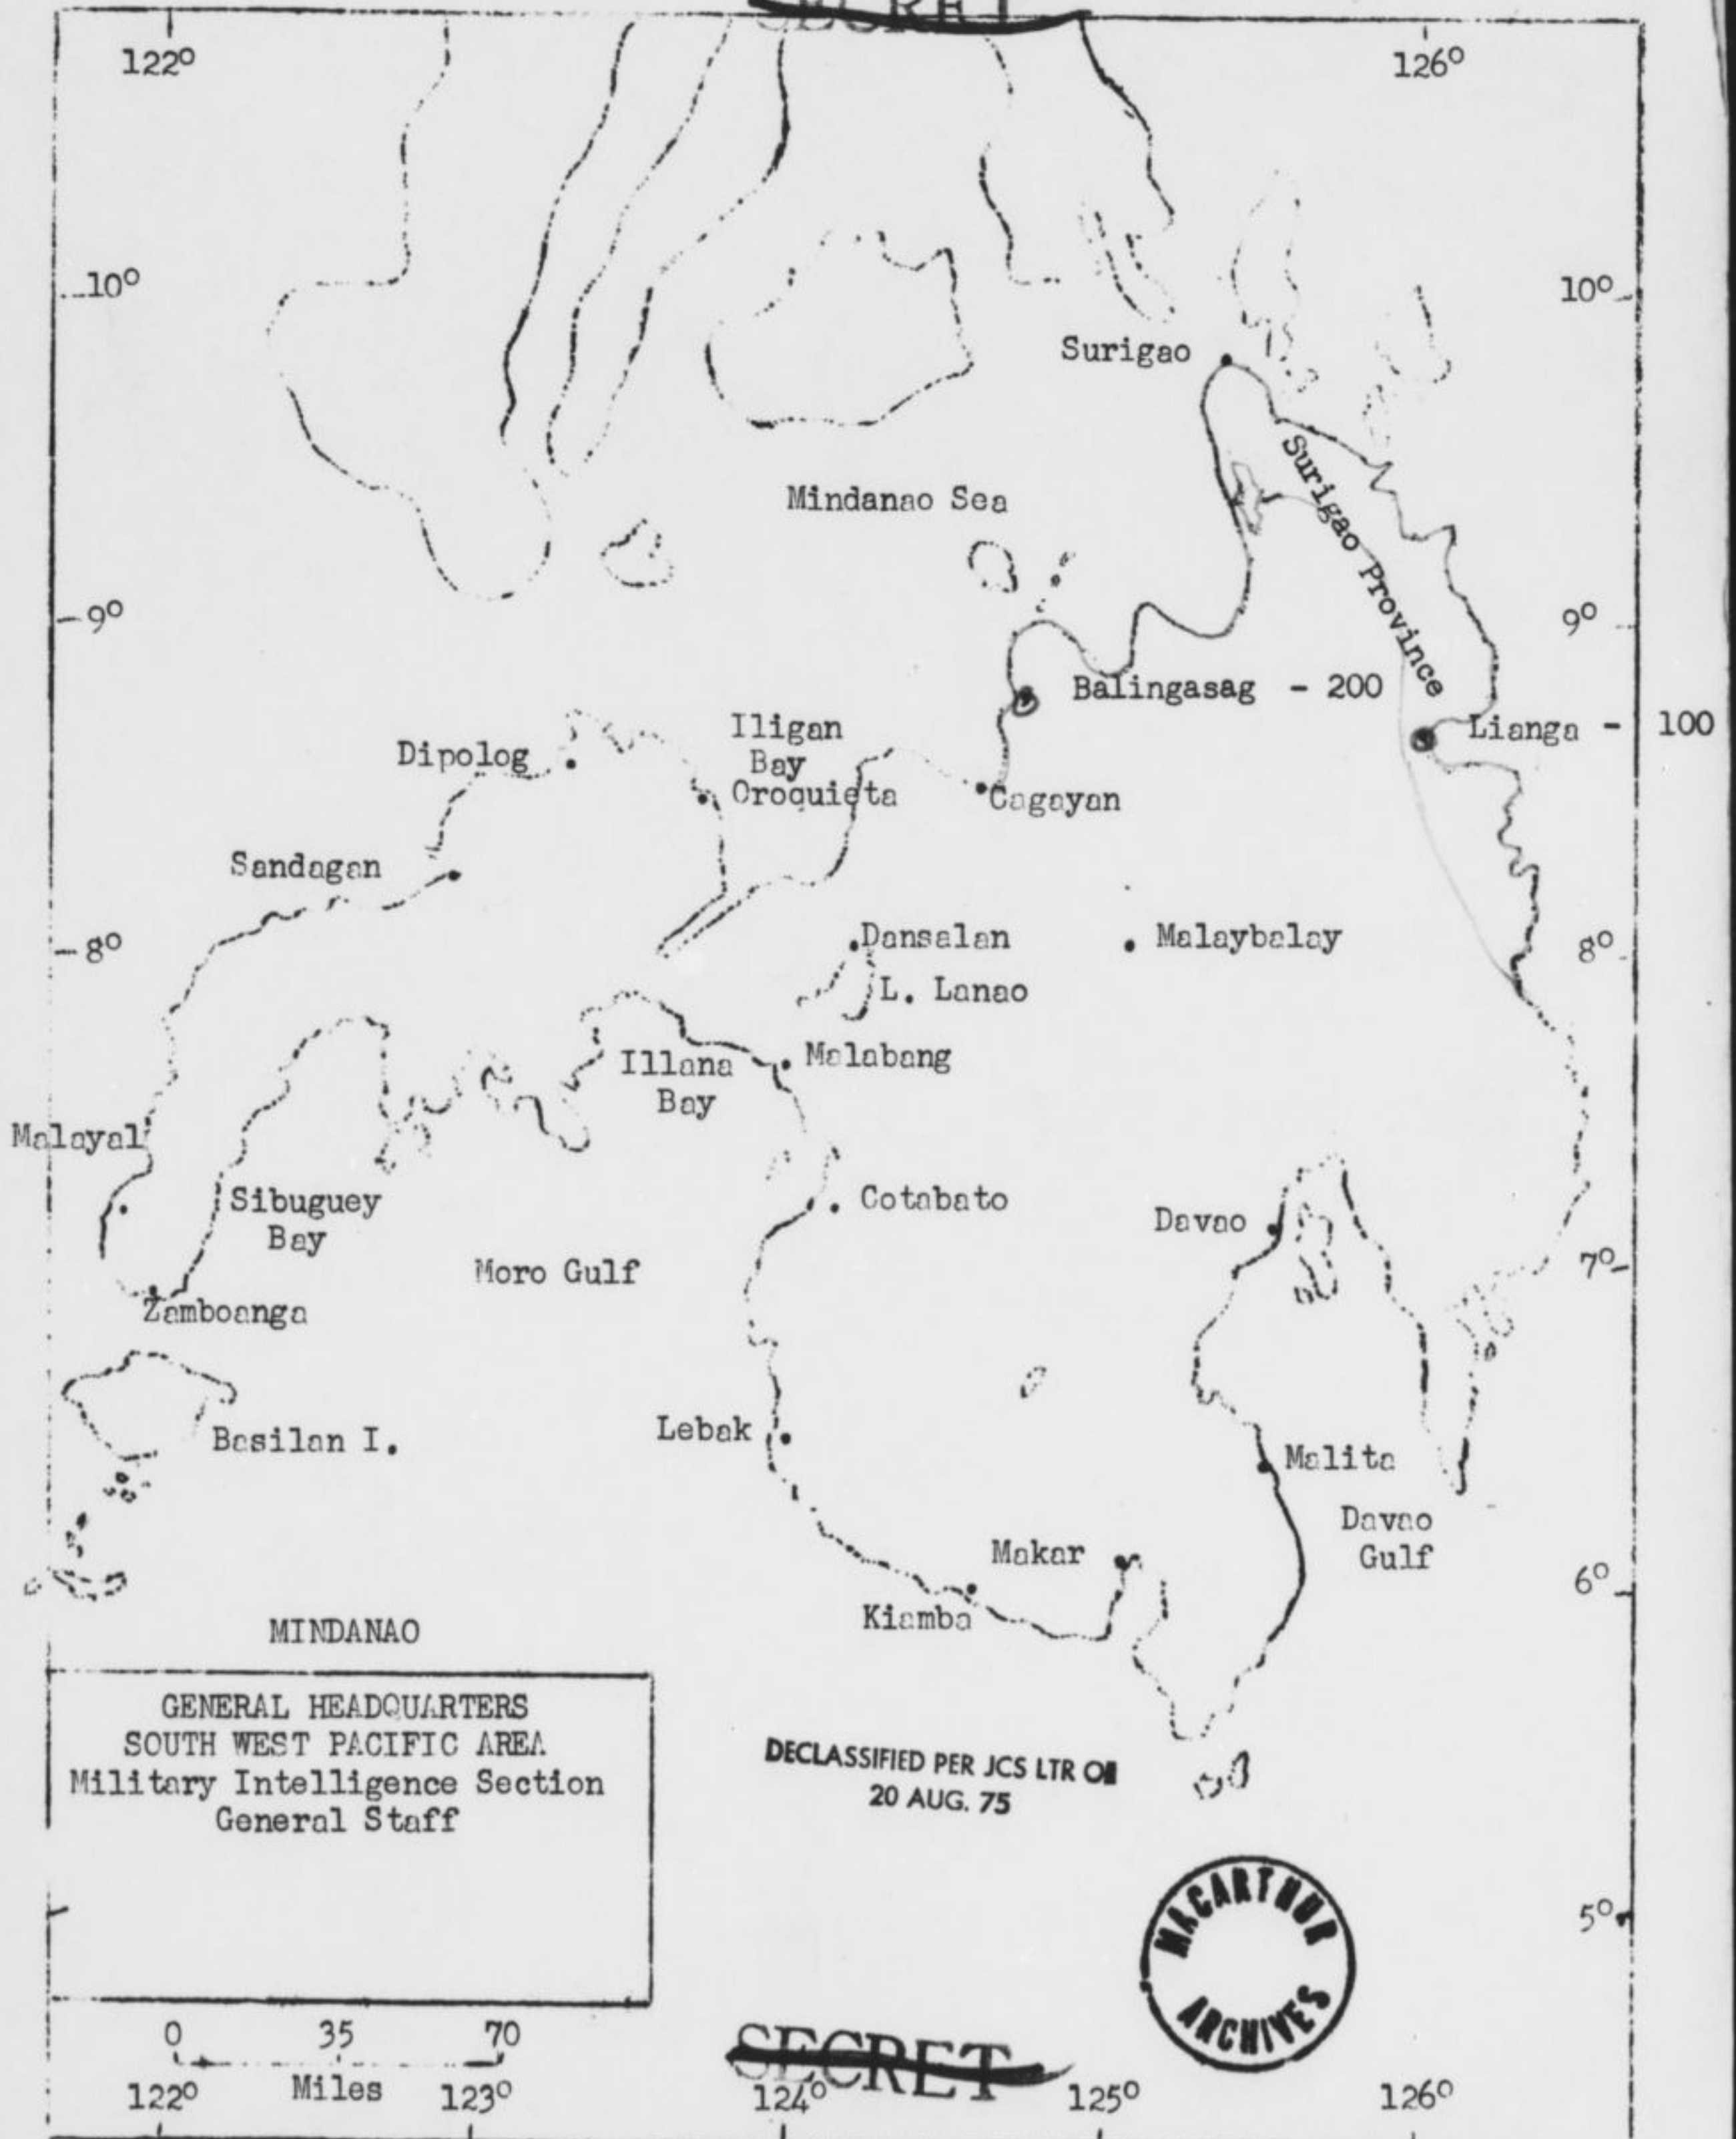 SECRET
122°
126°
10°
10°
Surigao
Surigao Province
Mindanao Sea
9°
9°
Balingasag - 200
Lianga - 100
Iligan
Bay
Dipolog
Oroquieta
Cagayan
Sandagan
Dansalan
Malaybalay
8°
8°
L. Lanao
Illana
Bay
Malabang
Malayal
Sibuguey
Bay
Cotabato
Davao
Moro Gulf
7°
Zamboanga
Basilan I.
Lebak
Malita
Davao
Gulf
Makar
Kiamba
6°
MINDANAO
GENERAL HEADQUARTERS
SOUTH WEST PACIFIC AREA
Military Intelligence Section
General Staff
DECLASSIFIED PER JCS LTR OF
20 AUG. 75
MACARTHUR
ARCHIVES
5°
0 35 70
Miles
SECRET
122° 123° 124° 125° 126°